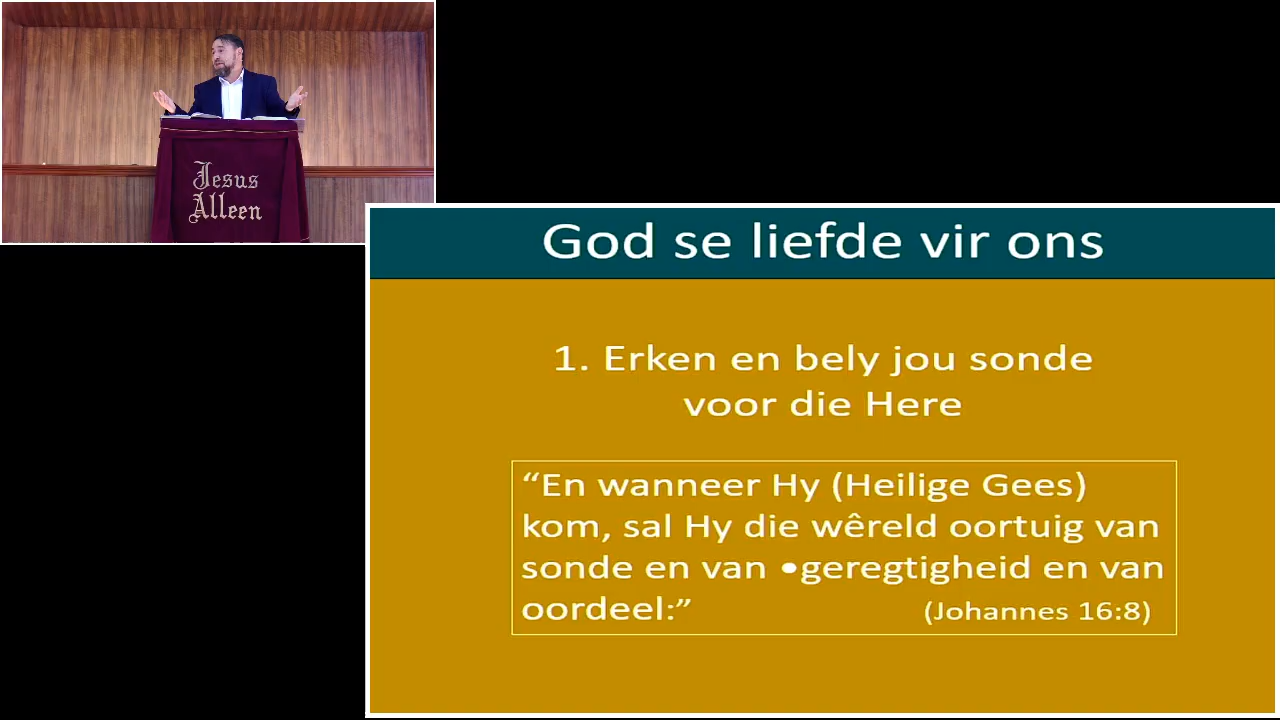 Jesus
Alleen
God se liefde vir ons
1. Erken en bely jou sonde
voor die Here
“En wanneer Hy (Heilige Gees)
kom, sal Hy die wêreld oortuig van
sonde en van •geregtigheid en van
oordeel:” (Johannes 16:8)